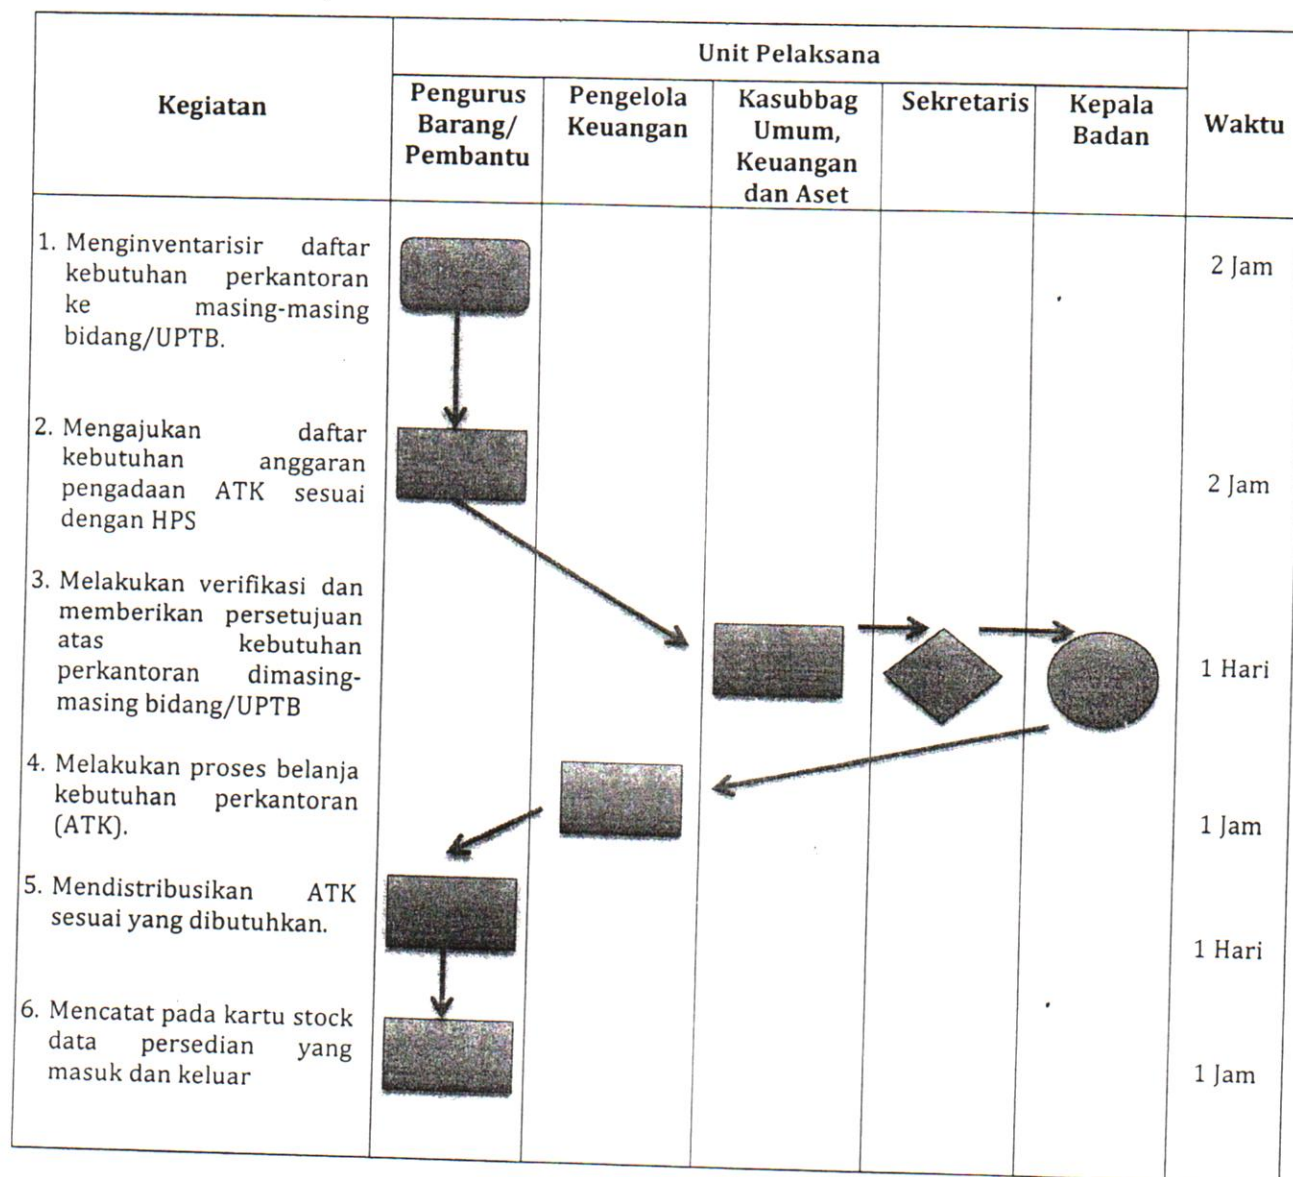 Kegiatan
Unit Pelaksana
Waktu
Pengurus
Barang/
Pembantu
Pengelola
Keuangan
Kasubbag
Umum,
Keuangan
dan Aset
Sekretaris
Kepala
Badan
1. Menginventarisir daftar
kebutuhan perkantoran
ke masing-masing
bidang/UPTB.
2 Jam
2. Mengajukan daftar
kebutuhan anggaran
pengadaan ATK sesuai
dengan HPS
2 Jam
3. Melakukan verifikasi dan
memberikan persetujuan
atas kebutuhan
perkantoran dimasing-
masing bidang/UPTB
1 Hari
4. Melakukan proses belanja
kebutuhan perkantoran
(ATK).
1 Jam
5. Mendistribusikan ATK
sesuai yang dibutuhkan.
1 Hari
6. Mencatat pada kartu stock
data persedian yang
masuk dan keluar
1 Jam